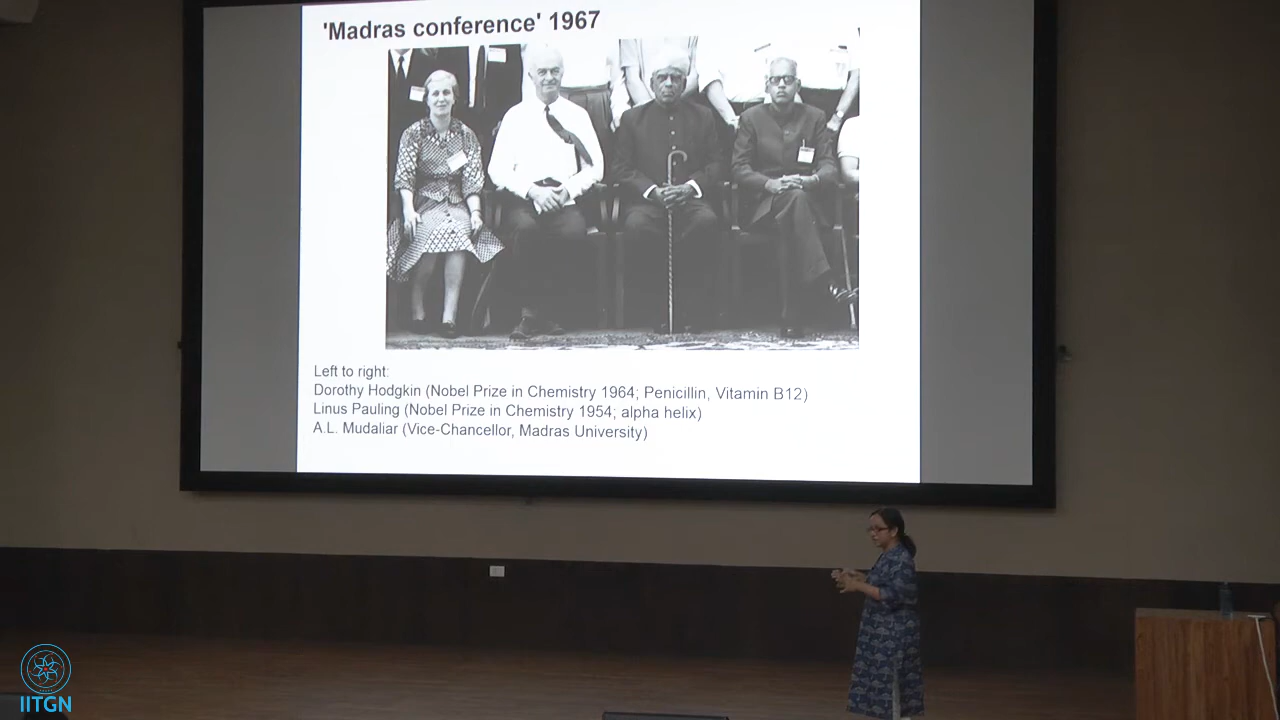 'Madras conference' 1967
Left to right:
Dorothy Hodgkin (Nobel Prize in Chemistry 1964; Penicillin, Vitamin B12)
Linus Pauling (Nobel Prize in Chemistry 1954; alpha helix)
A.L. Mudaliar (Vice-Chancellor, Madras University)
IITGN